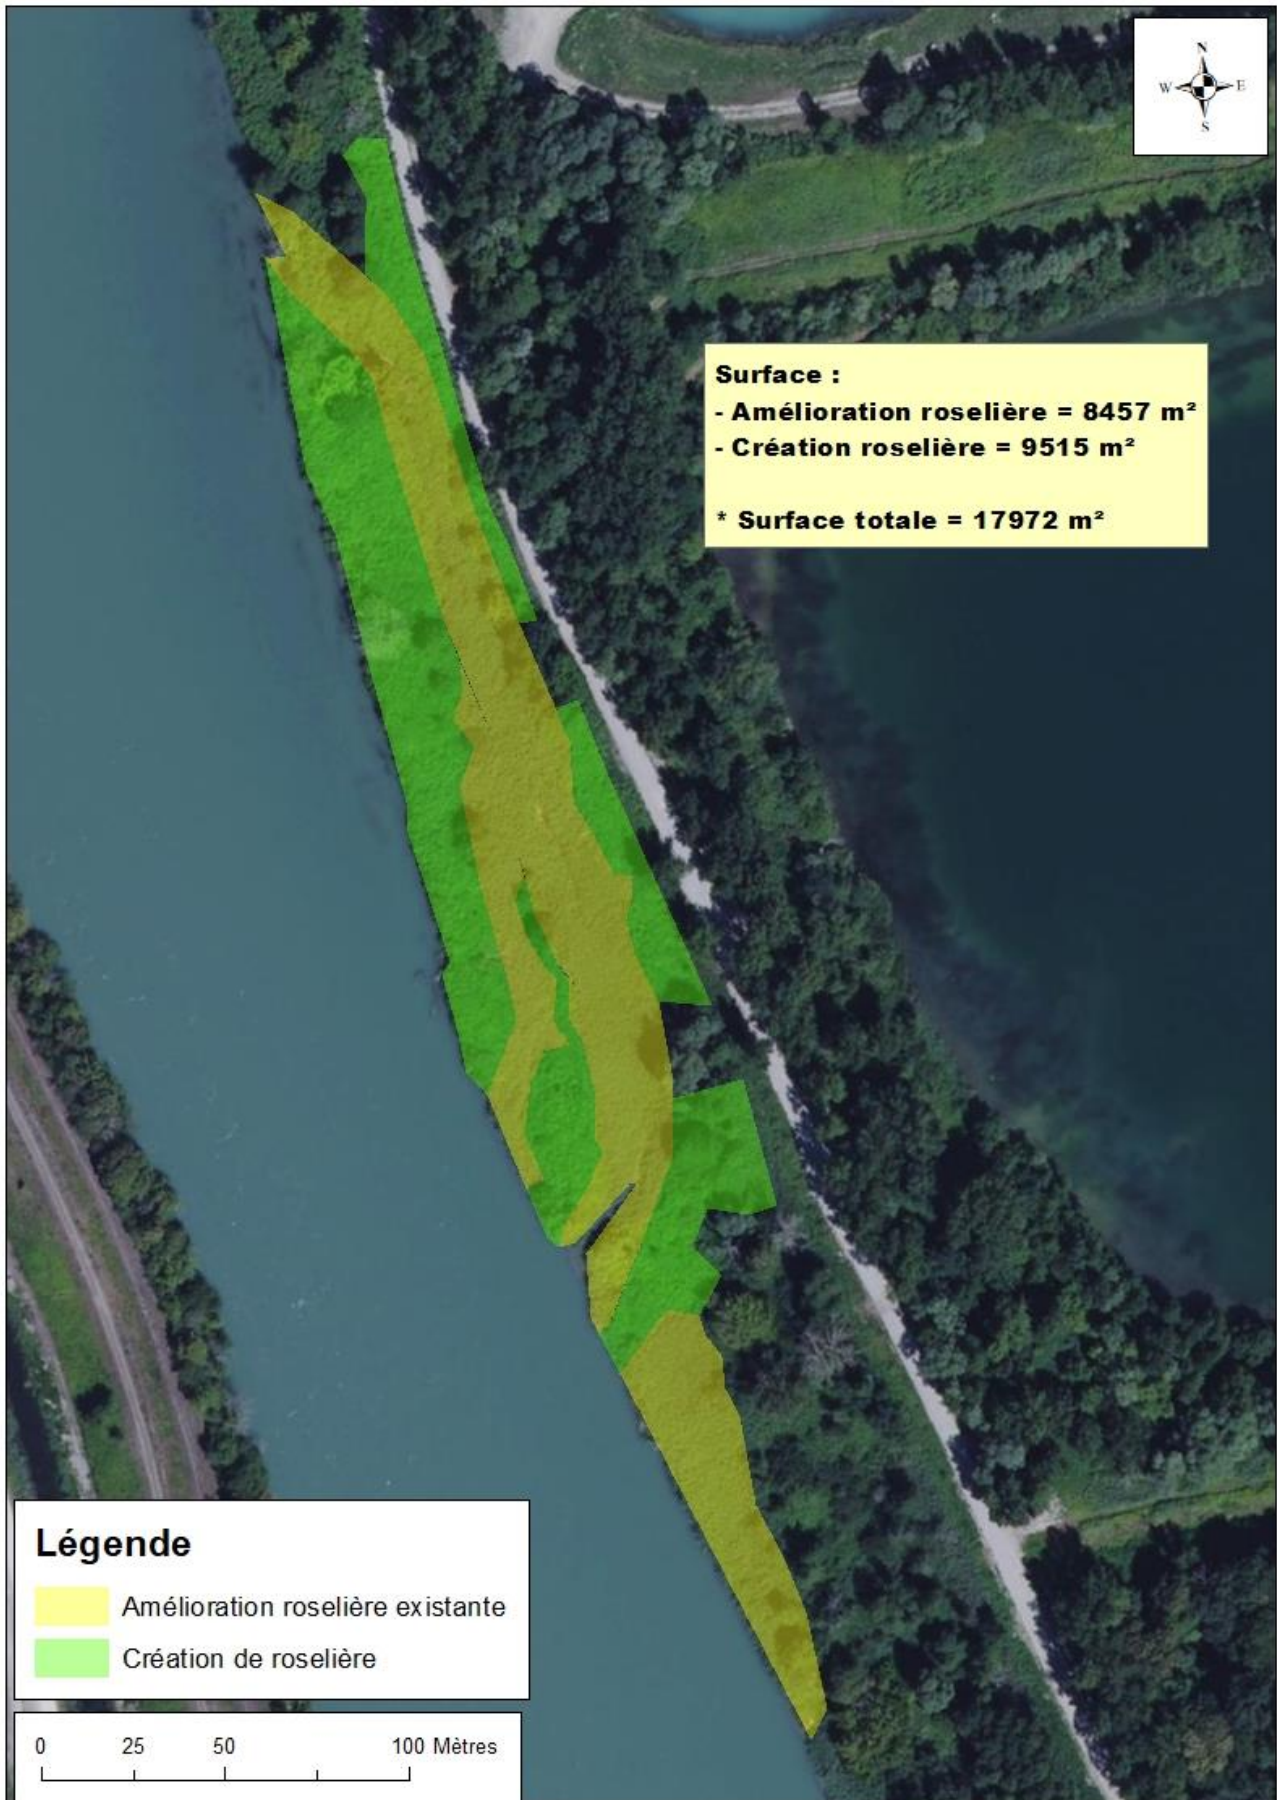 N
W E
S
Surface :
- Amélioration roselière = 8457 m²
- Création roselière = 9515 m²
* Surface totale = 17972 m²
Légende
Amélioration roselière existante
Création de roselière
0 25 50 100 Mètres